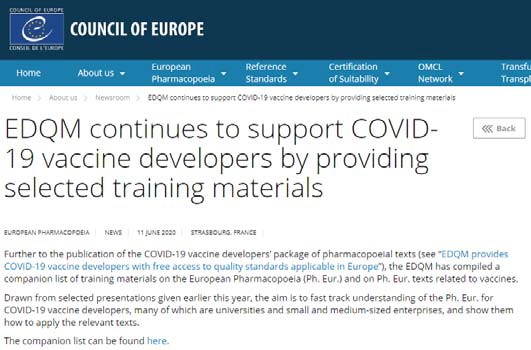 COUNCIL OF EUROPE
CONSEIL DE L'EUROPE
COUNCIL OF EUROPE
Home
About us
European Pharmacopoeia
Reference Standards
Certification of Suitability
OMCL Network
Transfu
Transpl
Home > About us > Newsroom > EDQM continues to support COVID-19 vaccine developers by providing selected training materials
EDQM continues to support COVID-
19 vaccine developers by providing
selected training materials
Back
EUROPEAN PHARMACOPOEIA | NEWS | 11 JUNE 2020 | STRASBOURG, FRANCE |
Further to the publication of the COVID-19 vaccine developers' package of pharmacopoeial texts (see "EDQM provides
COVID-19 vaccine developers with free access to quality standards applicable in Europe"), the EDQM has compiled a
companion list of training materials on the European Pharmacopoeia (Ph. Eur.) and on Ph. Eur. texts related to vaccines.
Drawn from selected presentations given earlier this year, the aim is to fast track understanding of the Ph. Eur. for
COVID-19 vaccine developers, many of which are universities and small and medium-sized enterprises, and show them
how to apply the relevant texts.
The companion list can be found here.